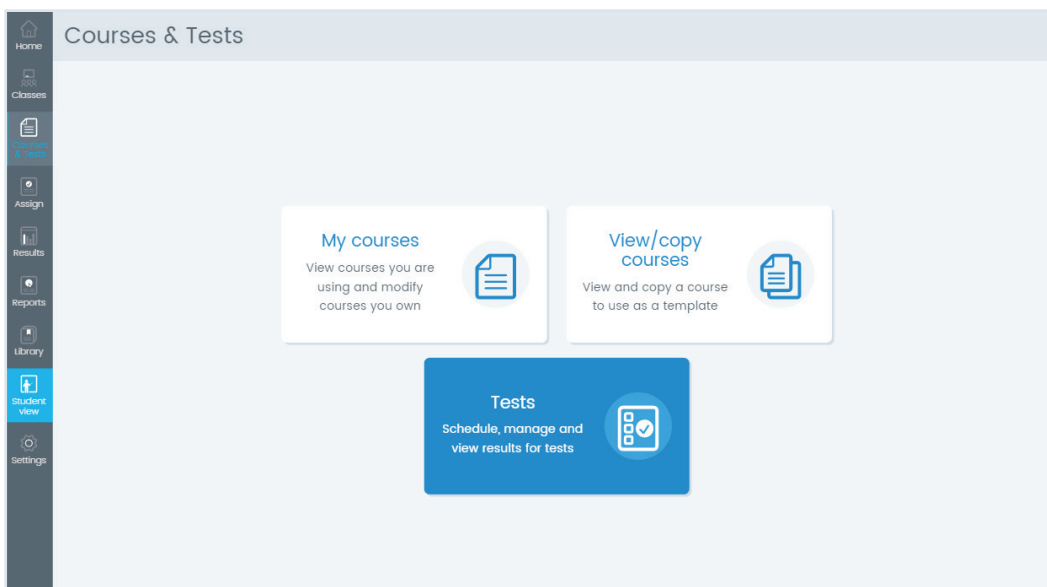 Home
Courses & Tests
Classes
Courses
& Tests
Assign
Results
Reports
Library
Student
view
Settings
My courses
View courses you are
using and modify
courses you own
View/copy
courses
View and copy a course
to use as a template
Tests
Schedule, manage and
view results for tests